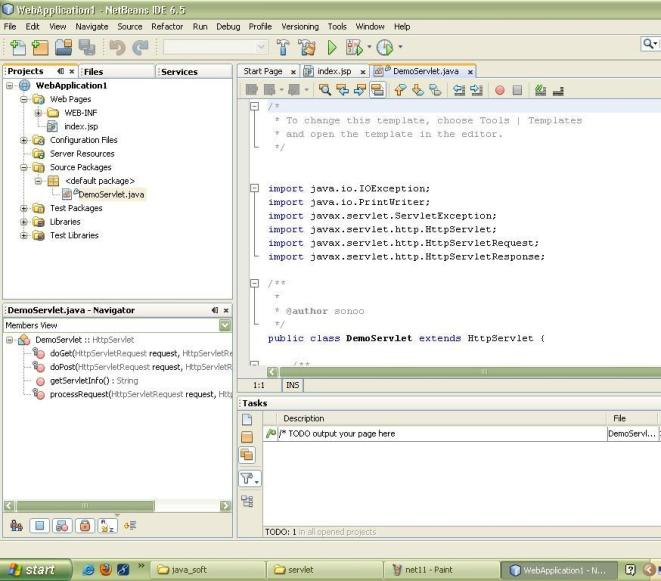 WebApplication1 - NetBeans IDE 6.5
File Edit View Navigate Source Refactor Run Debug Profile Versioning Tools Window Help
Projects Files Services
WebApplication1
Web Pages
WEB-INF
index.jsp
Configuration Files
Server Resources
Source Packages
<default package>
DemoServlet.java
Test Packages
Libraries
Test Libraries
DemoServlet.java - Navigator
Members View
DemoServlet :: HttpServlet
doGet(HttpServletRequest request, HttpServletRe
doPost(HttpServletRequest request, HttpServletR
getServletInfo() : String
processRequest(HttpServletRequest request, Http
Start Page index.jsp DemoServlet.java
/*
* To change this template, choose Tools | Templates
* and open the template in the editor.
*/
import java.io.IOException;
import java.io.PrintWriter;
import javax.servlet.ServletException;
import javax.servlet.http.HttpServlet;
import javax.servlet.http.HttpServletRequest;
import javax.servlet.http.HttpServletResponse;
/**
*
* @author sonoo
*/
public class DemoServlet extends HttpServlet {
/**
1:1 INS
Tasks
Description File
/* TODO output your page here DemoServl...
TODO: 1 in all opened projects
start java_soft servlet net11 - Paint WebApplication1 - N...